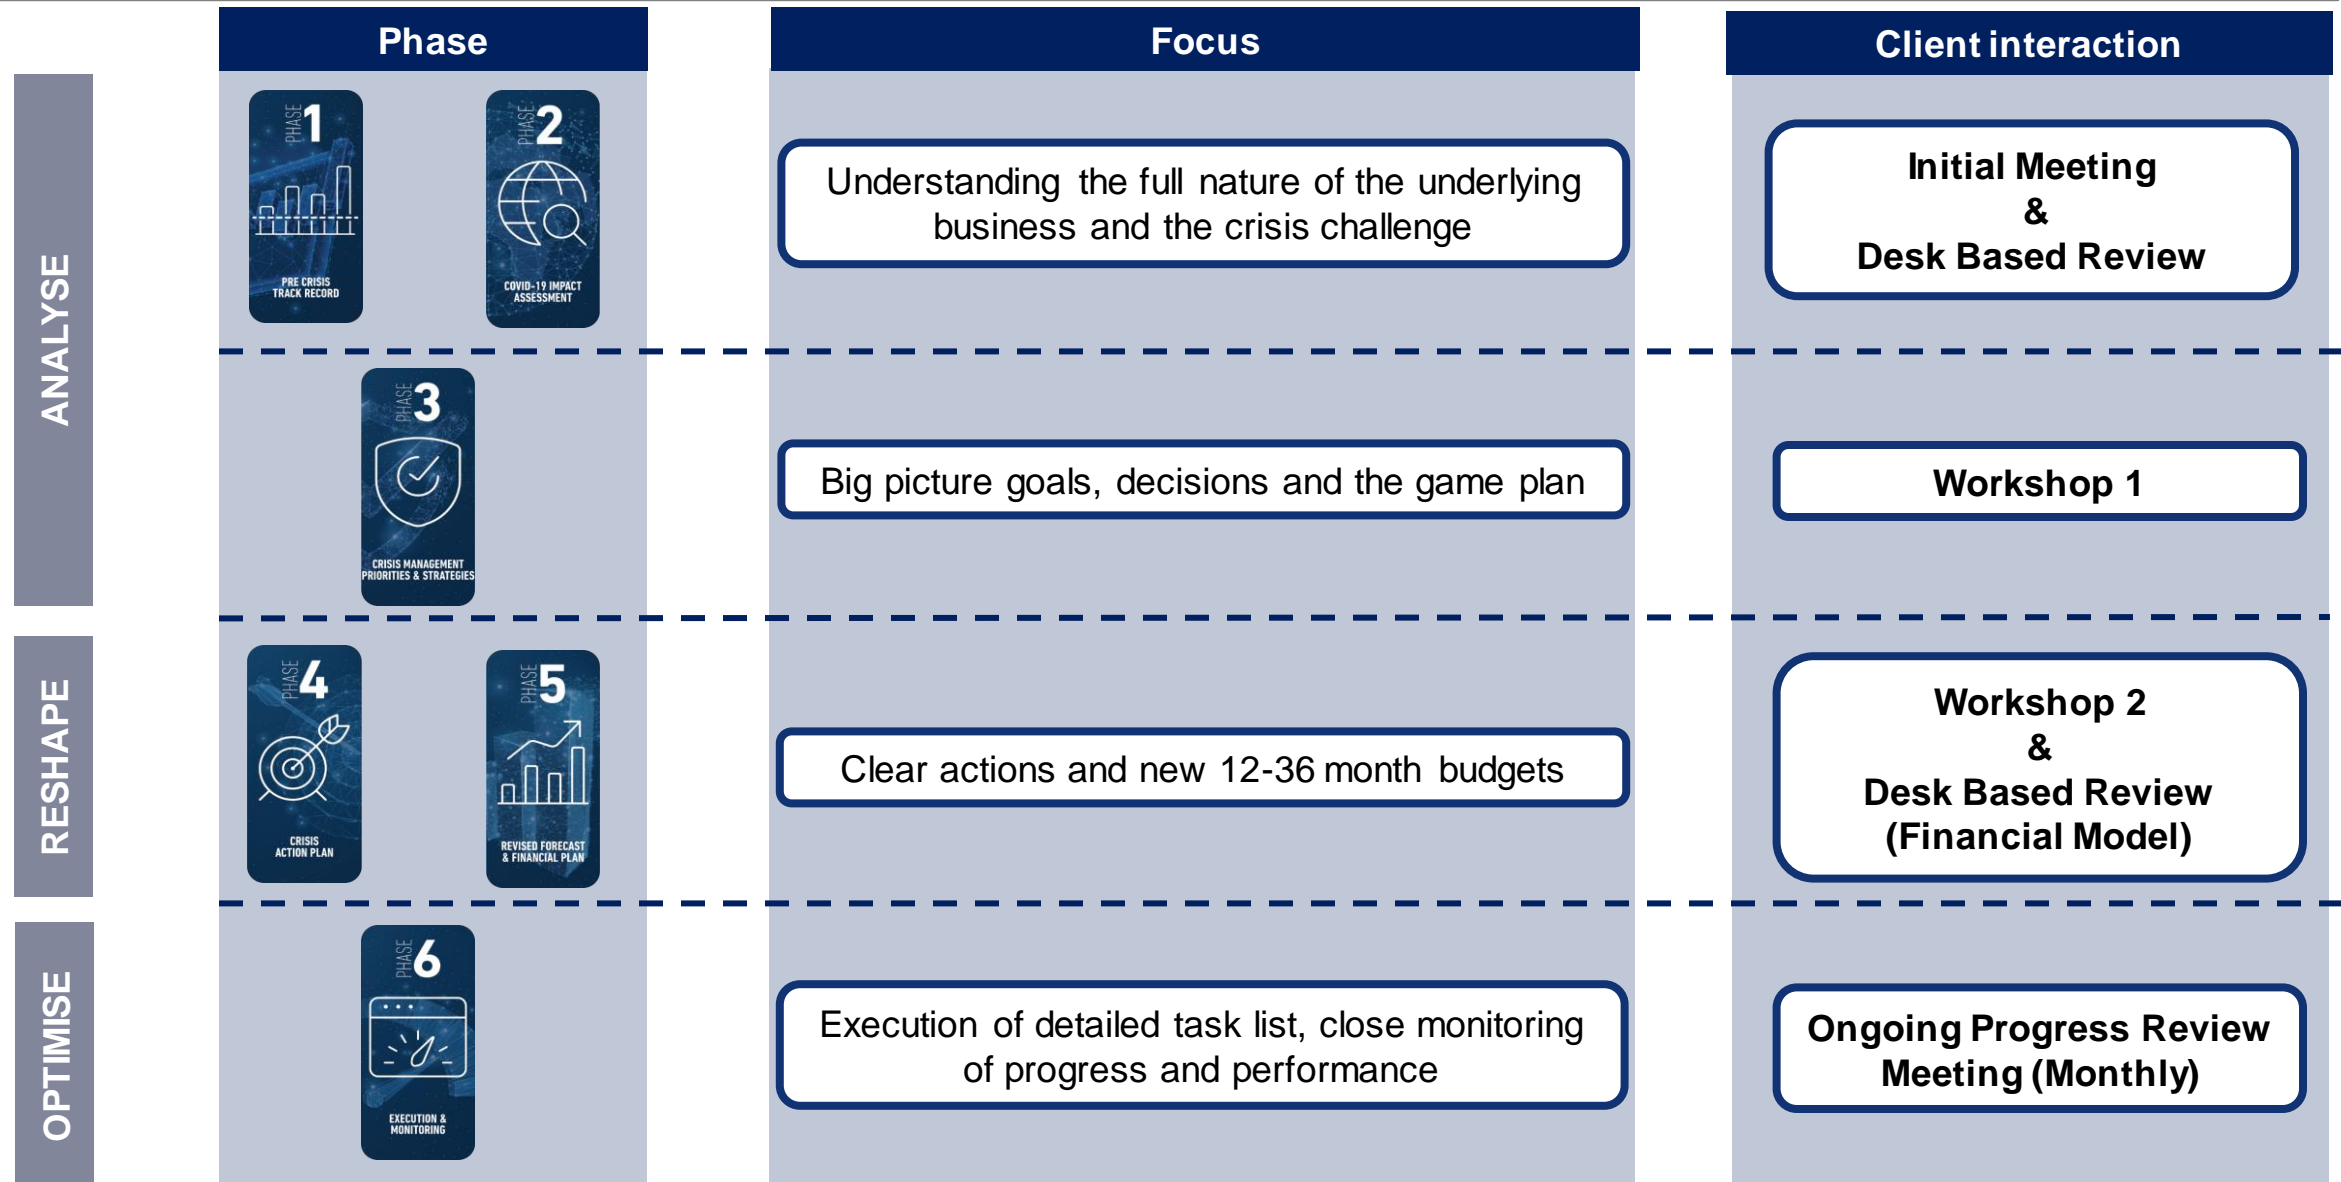 Phase
Focus
Client interaction
ANALYSE
PHASE 1
PRE CRISIS
TRACK RECORD
PHASE 2
COVID-19 IMPACT
ASSESSMENT
Understanding the full nature of the underlying
business and the crisis challenge
Initial Meeting
&
Desk Based Review
PHASE 3
CRISIS MANAGEMENT
PRIORITIES & STRATEGIES
Big picture goals, decisions and the game plan
Workshop 1
RESHAPE
PHASE 4
CRISIS
ACTION PLAN
PHASE 5
REVISED FORECAST
& FINANCIAL PLAN
Clear actions and new 12-36 month budgets
Workshop 2
&
Desk Based Review
(Financial Model)
OPTIMISE
PHASE 6
EXECUTION &
MONITORING
Execution of detailed task list, close monitoring
of progress and performance
Ongoing Progress Review
Meeting (Monthly)